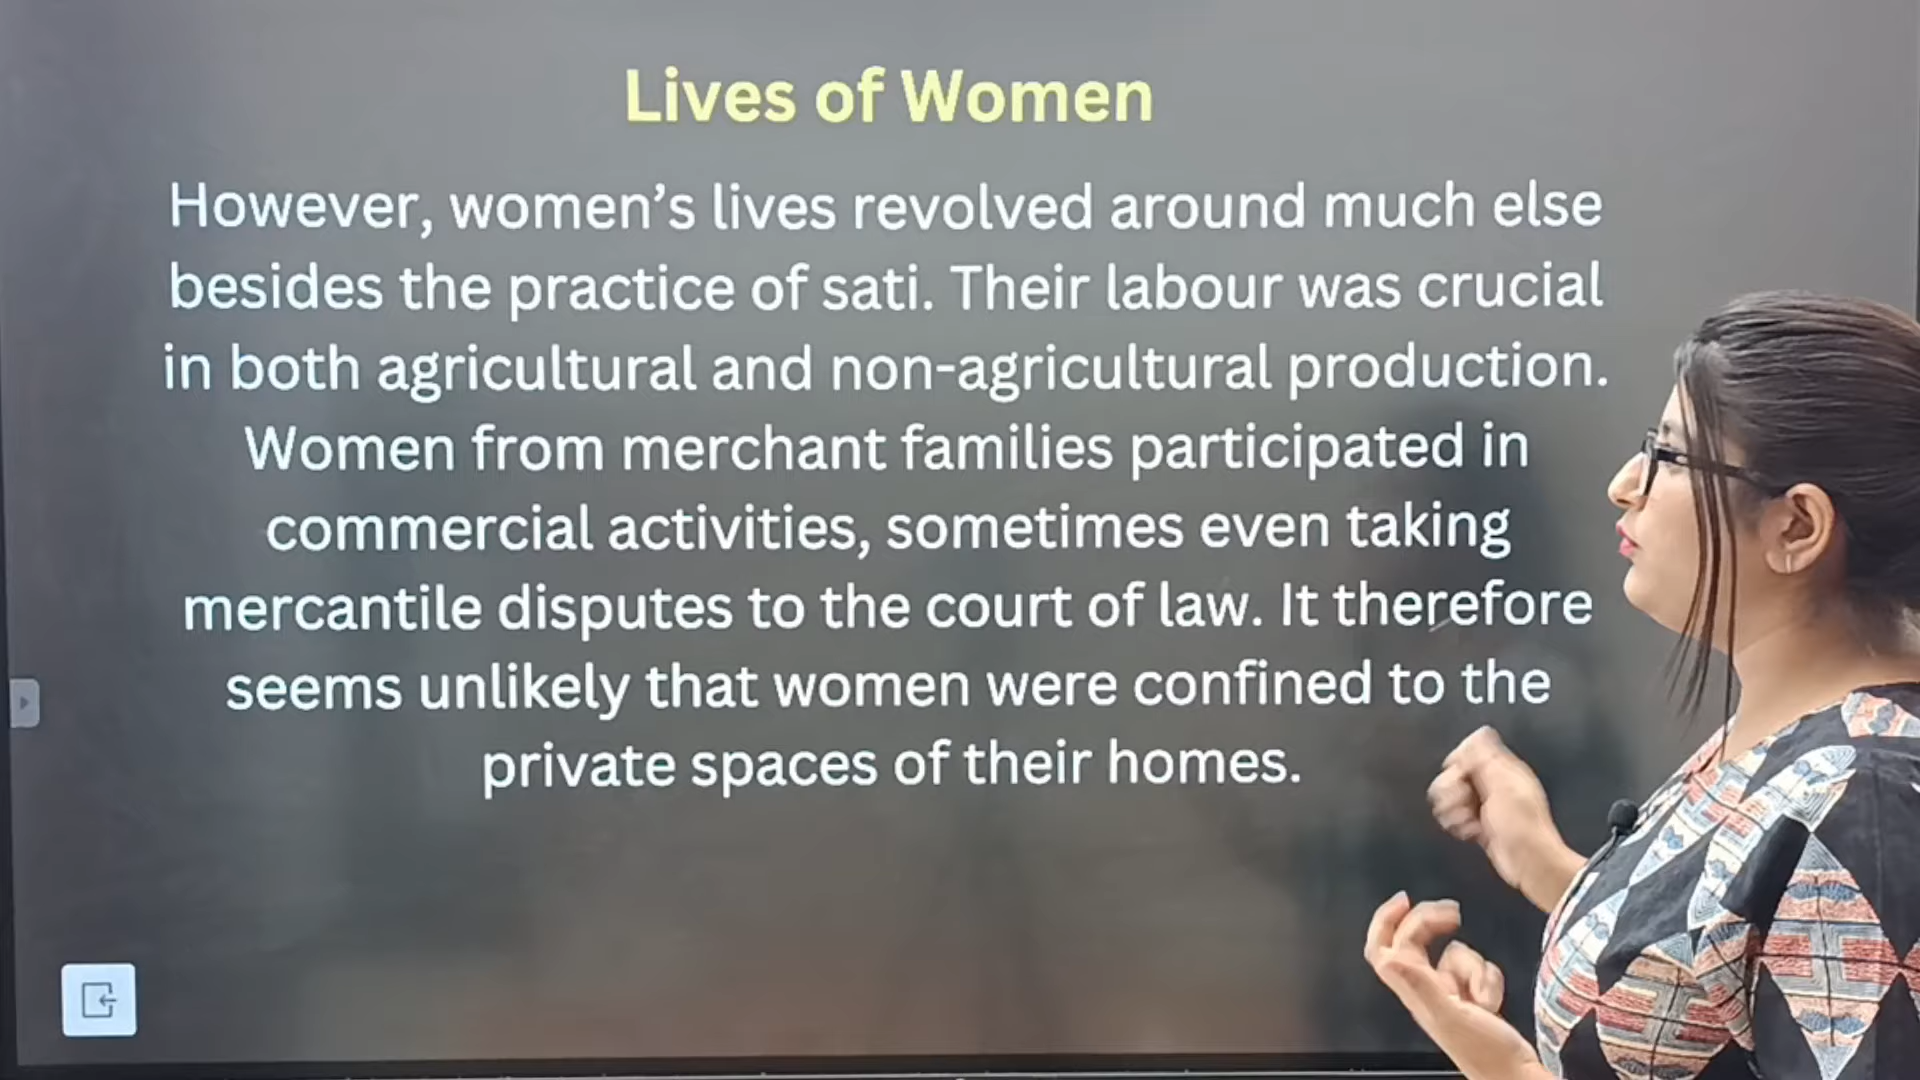 Lives of Women
However, women’s lives revolved around much else
besides the practice of sati. Their labour was crucial
in both agricultural and non-agricultural production.
Women from merchant families participated in
commercial activities, sometimes even taking
mercantile disputes to the court of law. It therefore
seems unlikely that women were confined to the
private spaces of their homes.